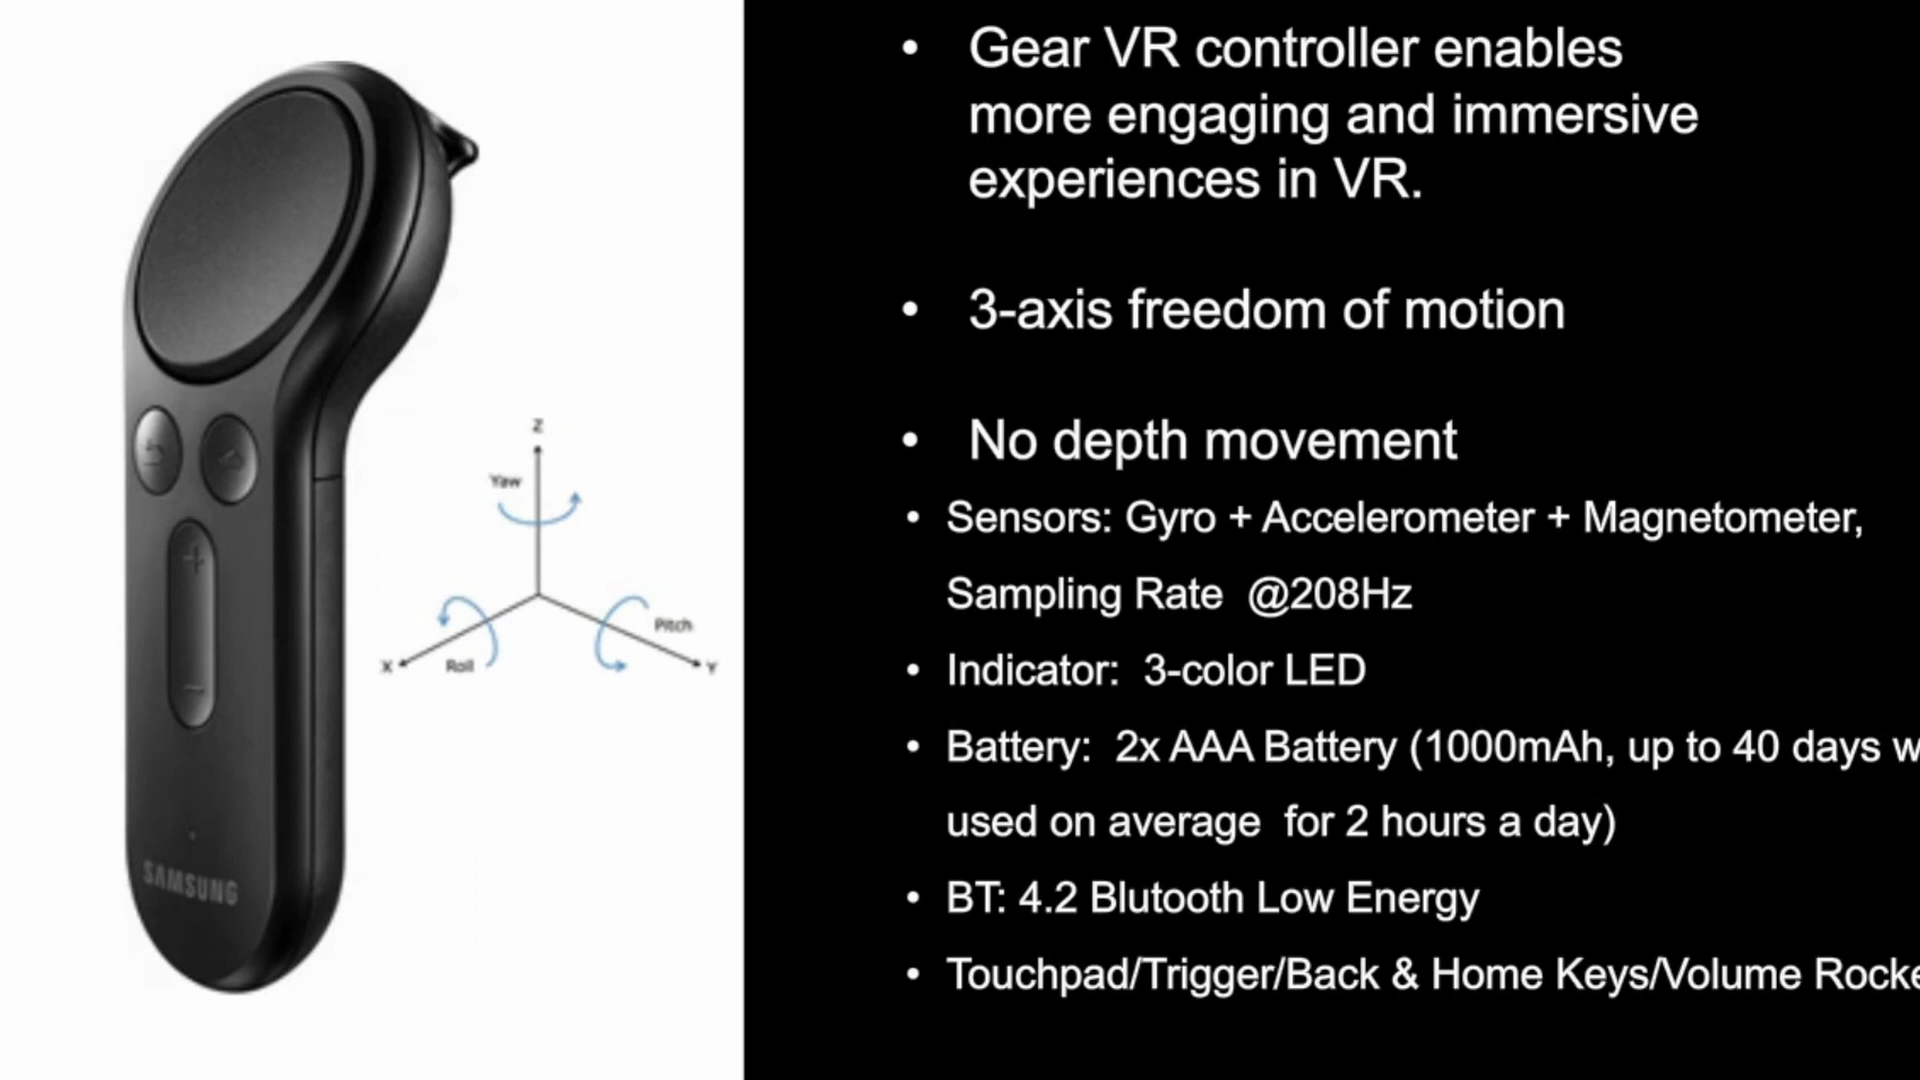 • Gear VR controller enables
more engaging and immersive
experiences in VR.
• 3-axis freedom of motion
• No depth movement
• Sensors: Gyro + Accelerometer + Magnetometer,
Sampling Rate @208Hz
• Indicator: 3-color LED
• Battery: 2x AAA Battery (1000mAh, up to 40 days w
used on average for 2 hours a day)
• BT: 4.2 Blutooth Low Energy
• Touchpad/Trigger/Back & Home Keys/Volume Rocke
Z
Yaw
Pitch
X
Roll
Y
+
−
SAMSUNG